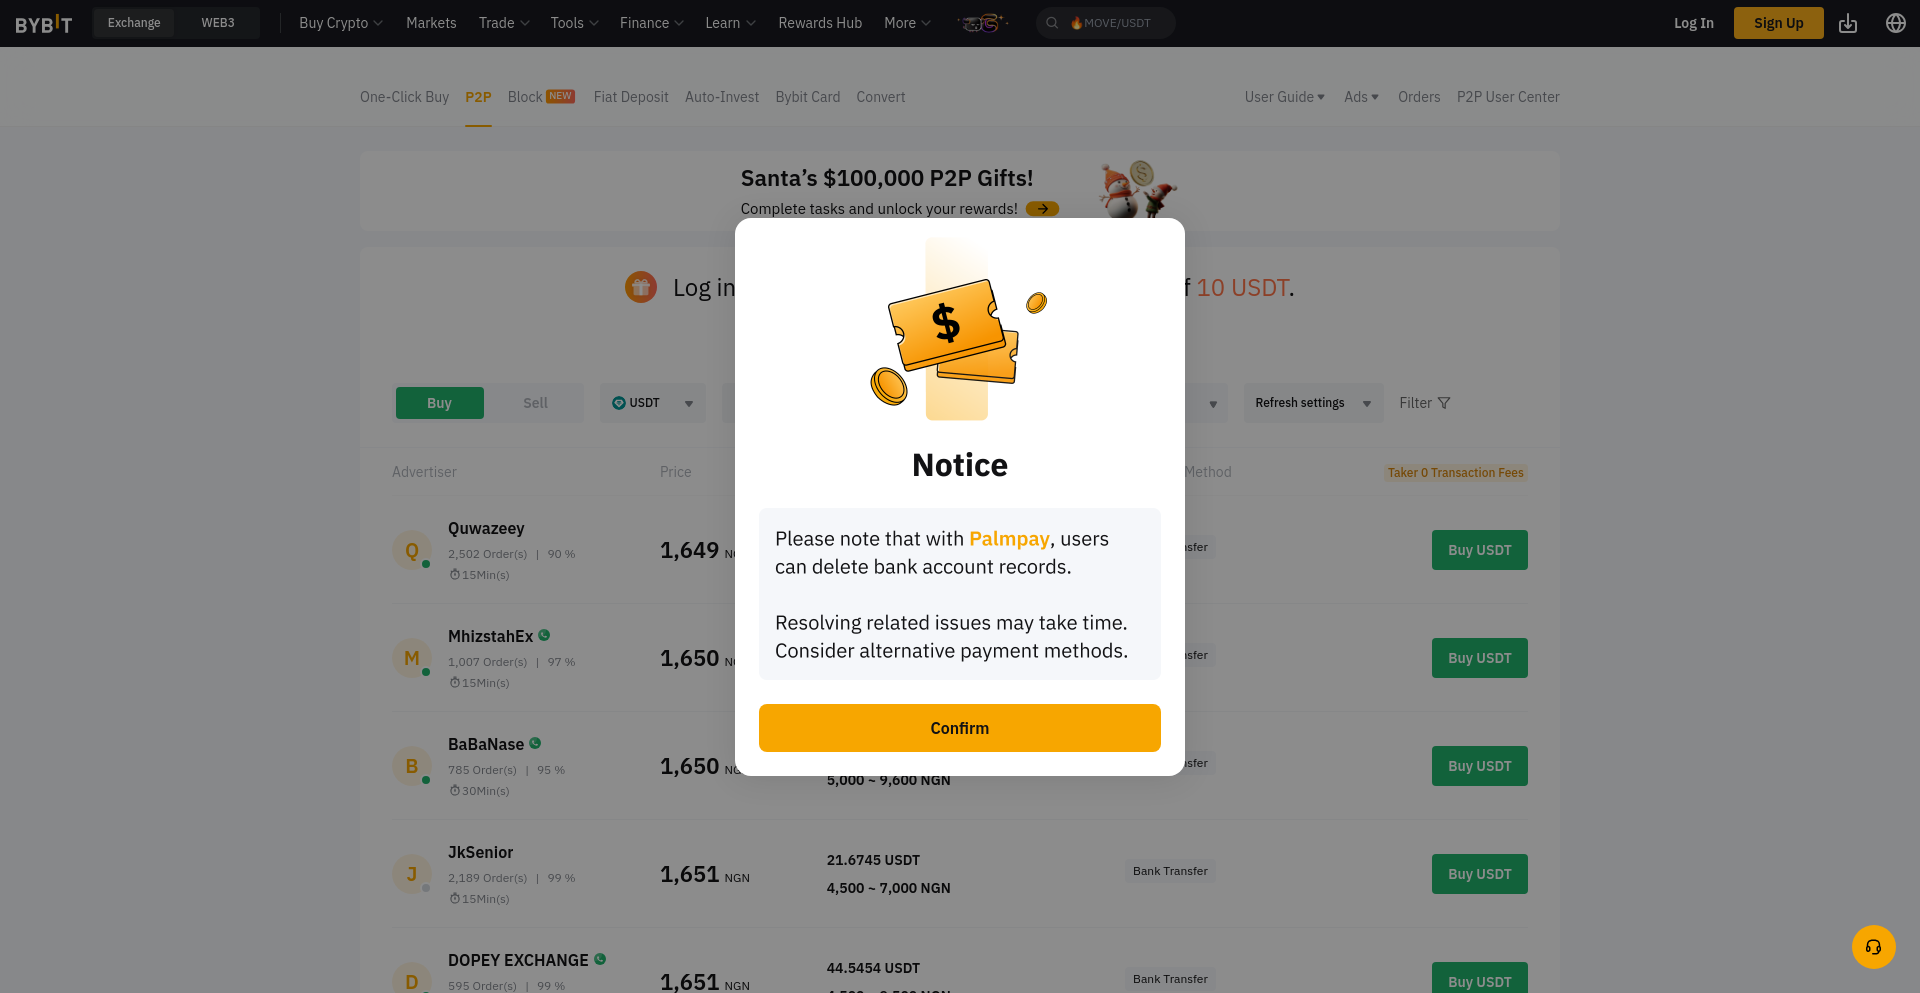 BYBIT
Exchange
WEB3
Buy Crypto
Markets
Trade
Tools
Finance
Learn
Rewards Hub
More
🔥MOVE/USDT
Log In
Sign Up
One-Click Buy
P2P
Block NEW
Fiat Deposit
Auto-Invest
Bybit Card
Convert
User Guide
Ads
Orders
P2P User Center
Santa’s $100,000 P2P Gifts!
Complete tasks and unlock your rewards!
Log in
10 USDT.
Buy
Sell
USDT
Refresh settings
Filter
Advertiser
Price
Method
Taker 0 Transaction Fees
$
Notice
Please note that with Palmpay, users
can delete bank account records.
Resolving related issues may take time.
Consider alternative payment methods.
Confirm
Q
Quwazeey
2,502 Order(s) | 90 %
15Min(s)
1,649
Buy USDT
M
MhizstahEx
1,007 Order(s) | 97 %
15Min(s)
1,650
Buy USDT
B
BaBaNase
785 Order(s) | 95 %
30Min(s)
1,650
5,000 ~ 9,600 NGN
Buy USDT
J
JkSenior
2,189 Order(s) | 99 %
15Min(s)
1,651 NGN
21.6745 USDT
4,500 ~ 7,000 NGN
Bank Transfer
Buy USDT
D
DOPEY EXCHANGE
595 Order(s) | 99 %
1,651 NGN
44.5454 USDT
Bank Transfer
Buy USDT